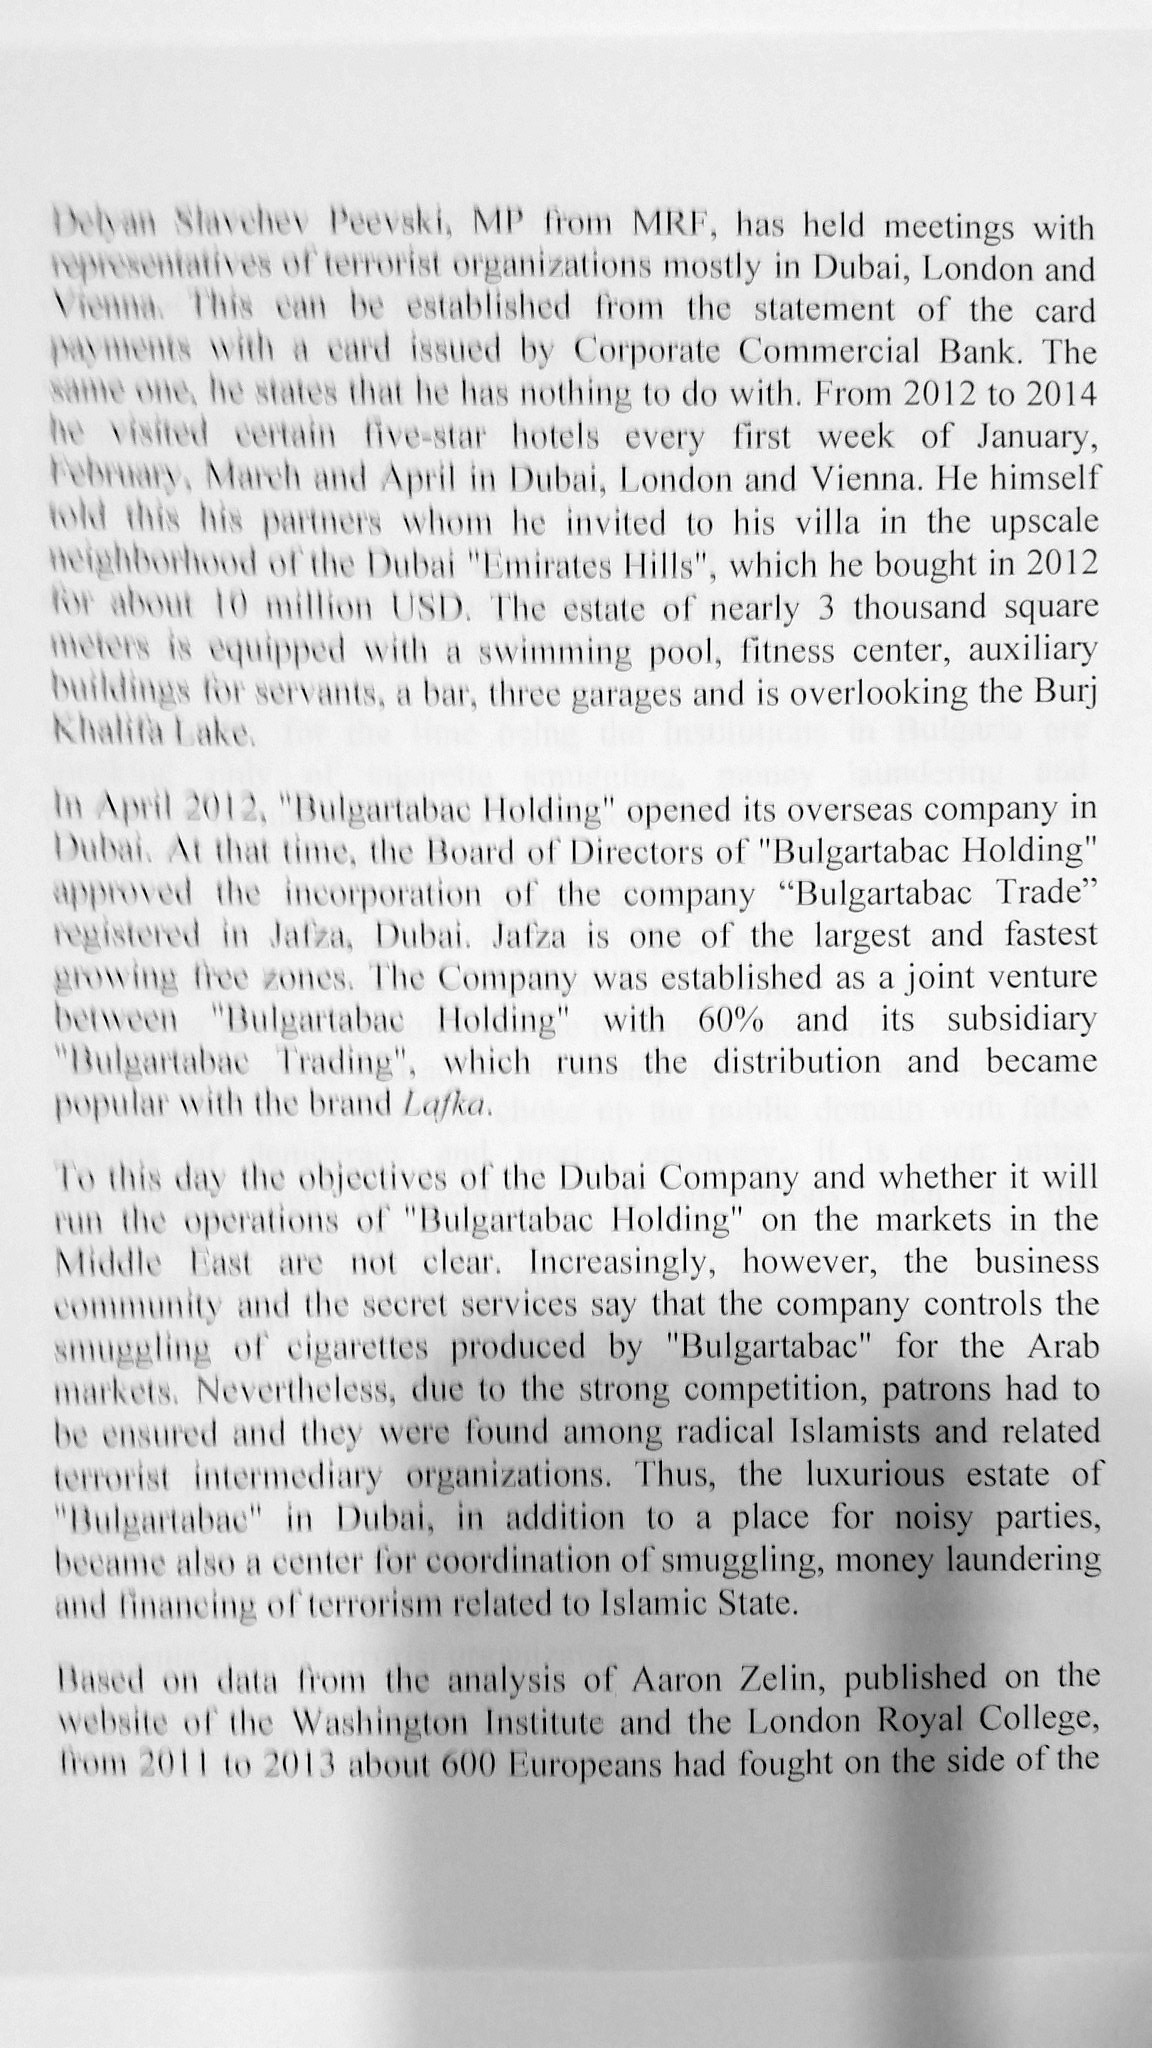 Delyan Slavchev Peevski, MP from MRF, has held meetings with
representatives of terrorist organizations mostly in Dubai, London and
Vienna. This can be established from the statement of the card
payments with a card issued by Corporate Commercial Bank. The
same one, he states that he has nothing to do with. From 2012 to 2014
he visited certain five-star hotels every first week of January,
February, March and April in Dubai, London and Vienna. He himself
told this his partners whom he invited to his villa in the upscale
neighborhood of the Dubai "Emirates Hills", which he bought in 2012
for about 10 million USD. The estate of nearly 3 thousand square
meters is equipped with a swimming pool, fitness center, auxiliary
buildings for servants, a bar, three garages and is overlooking the Burj
Khalifa Lake.
In April 2012, "Bulgartabac Holding" opened its overseas company in
Dubai. At that time, the Board of Directors of "Bulgartabac Holding"
approved the incorporation of the company “Bulgartabac Trade”
registered in Jafza, Dubai. Jafza is one of the largest and fastest
growing free zones. The Company was established as a joint venture
between "Bulgartabac Holding" with 60% and its subsidiary
"Bulgartabac Trading", which runs the distribution and became
popular with the brand Lafka.
To this day the objectives of the Dubai Company and whether it will
run the operations of "Bulgartabac Holding" on the markets in the
Middle East are not clear. Increasingly, however, the business
community and the secret services say that the company controls the
smuggling of cigarettes produced by "Bulgartabac" for the Arab
markets. Nevertheless, due to the strong competition, patrons had to
be ensured and they were found among radical Islamists and related
terrorist intermediary organizations. Thus, the luxurious estate of
"Bulgartabac" in Dubai, in addition to a place for noisy parties,
became also a center for coordination of smuggling, money laundering
and financing of terrorism related to Islamic State.
Based on data from the analysis of Aaron Zelin, published on the
website of the Washington Institute and the London Royal College,
from 2011 to 2013 about 600 Europeans had fought on the side of the